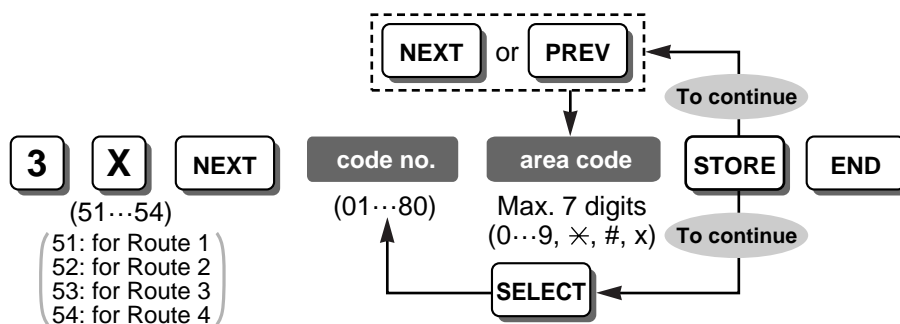 NEXT or PREV
To continue
3 X NEXT code no. area code STORE END
(51···54) (01···80) Max. 7 digits
(0···9, ✳, #, x) To continue
51: for Route 1
52: for Route 2
53: for Route 3
54: for Route 4
SELECT